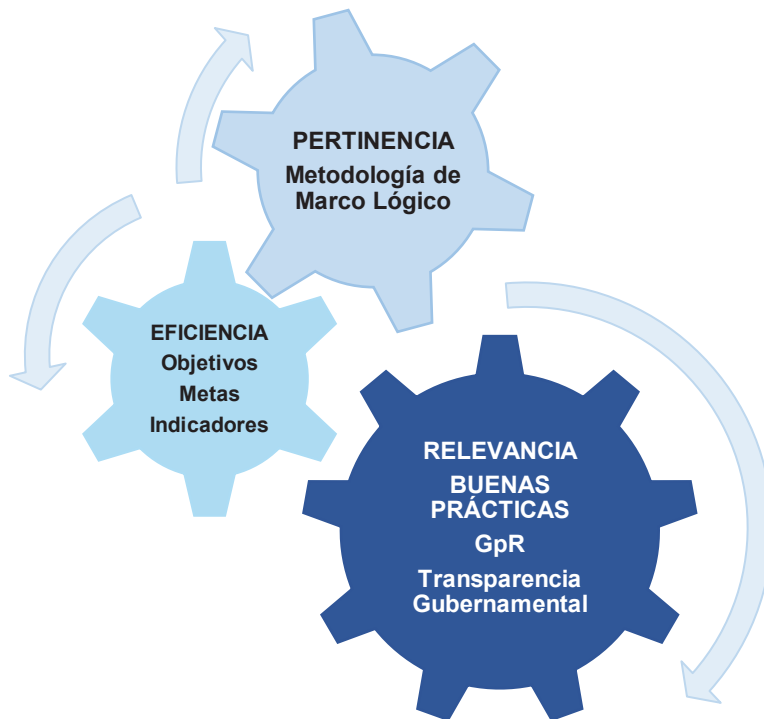 PERTINENCIA
Metodología de
Marco Lógico
EFICIENCIA
Objetivos
Metas
Indicadores
RELEVANCIA
BUENAS
PRÁCTICAS
GpR
Transparencia
Gubernamental